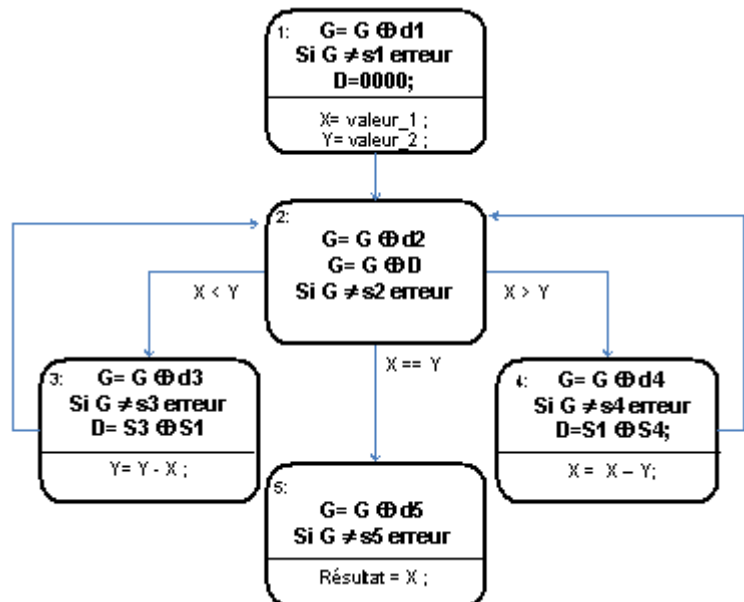 1:
G= G ⊕ d1
Si G ≠ s1 erreur
D=0000;
X= valeur_1 ;
Y= valeur_2 ;
2:
G= G ⊕ d2
G= G ⊕ D
Si G ≠ s2 erreur
X < Y
X > Y
X == Y
3:
G= G ⊕ d3
Si G ≠ s3 erreur
D= S3 ⊕ S1
Y= Y - X ;
4:
G= G ⊕ d4
Si G ≠ s4 erreur
D=S1 ⊕ S4;
X = X – Y;
5:
G= G ⊕ d5
Si G ≠ s5 erreur
Résultat = X ;